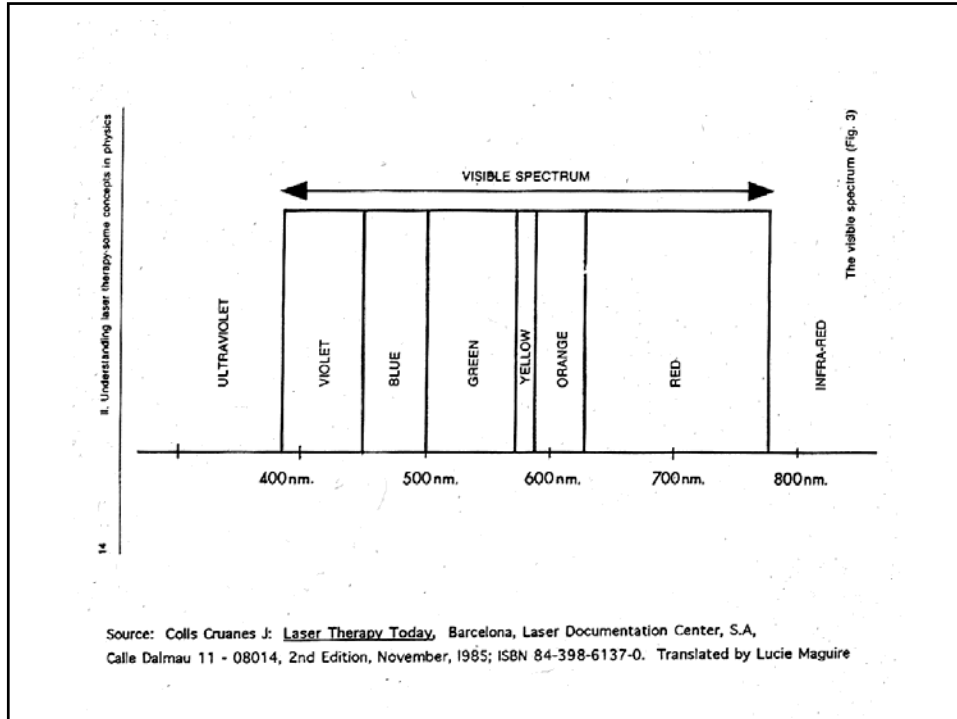 II. Understanding laser therapy-some concepts in physics
14
The visible spectrum (Fig. 3)
VISIBLE SPECTRUM
ULTRAVIOLET
VIOLET
BLUE
GREEN
YELLOW
ORANGE
RED
INFRA-RED
400nm.
500nm.
600nm.
700nm.
800nm.
Source: Colls Cruanes J: Laser Therapy Today, Barcelona, Laser Documentation Center, S.A,
Calle Dalmau 11 - 08014, 2nd Edition, November, 1985; ISBN 84-398-6137-0. Translated by Lucie Maguire